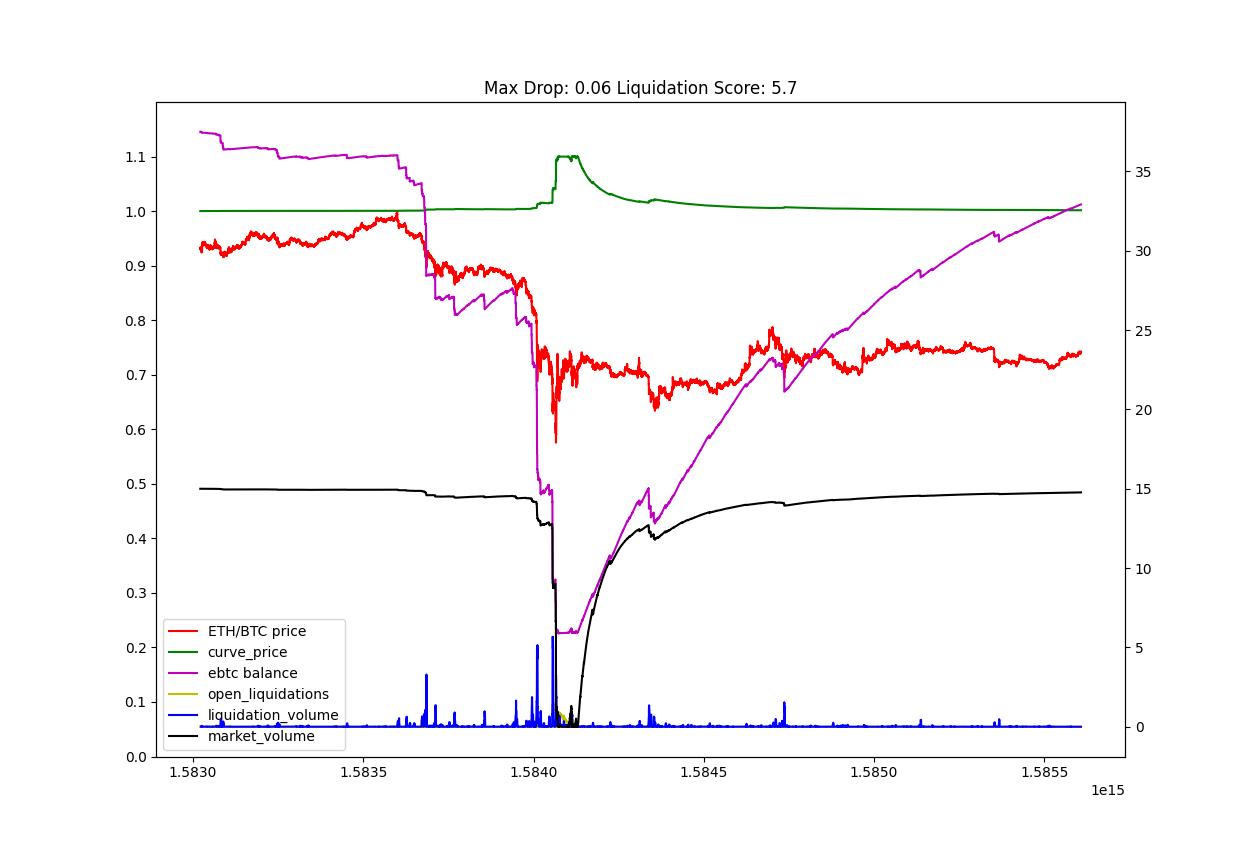 Max Drop: 0.06 Liquidation Score: 5.7
1.1
1.0
0.9
0.8
0.7
0.6
0.5
0.4
0.3
0.2
0.1
0.0
35
30
25
20
15
10
5
0
ETH/BTC price
curve_price
ebtc balance
open_liquidations
liquidation_volume
market_volume
1.5830 1.5835 1.5840 1.5845 1.5850 1.5855
1e15